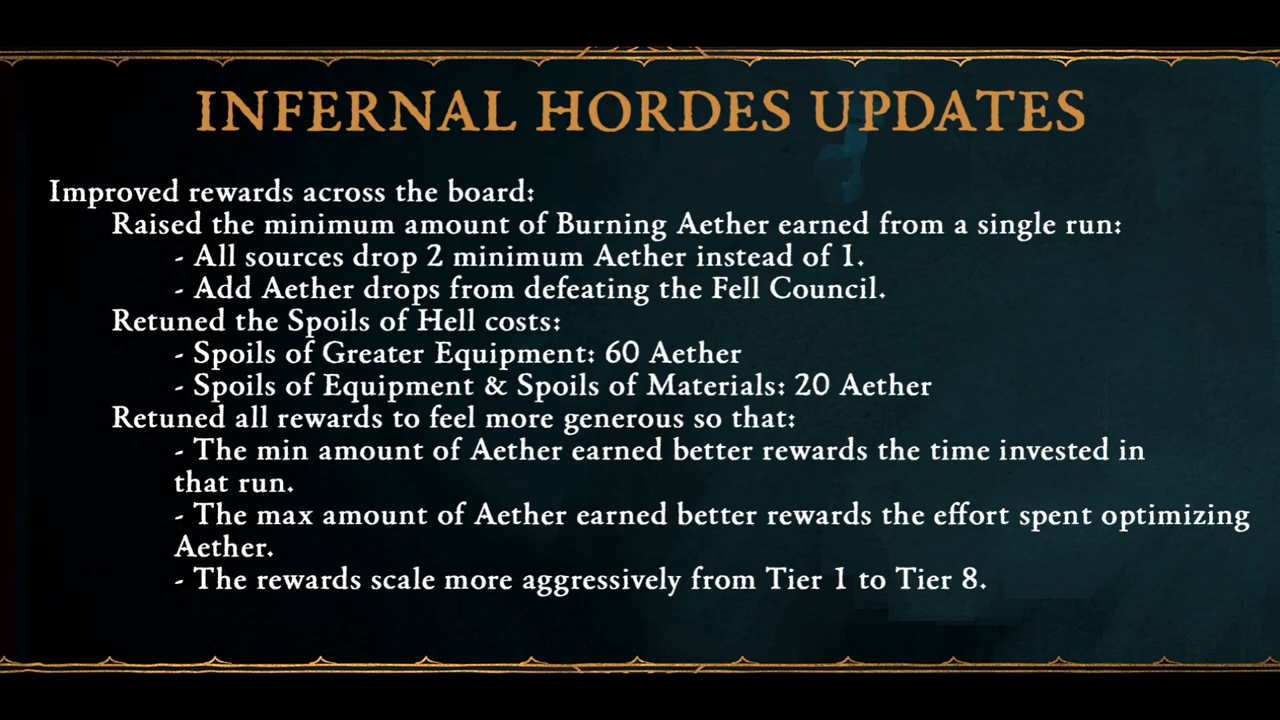 INFERNAL HORDES UPDATES
Improved rewards across the board:
Raised the minimum amount of Burning Aether earned from a single run:
- All sources drop 2 minimum Aether instead of 1.
- Add Aether drops from defeating the Fell Council.
Retuned the Spoils of Hell costs:
- Spoils of Greater Equipment: 60 Aether
- Spoils of Equipment & Spoils of Materials: 20 Aether
Retuned all rewards to feel more generous so that:
- The min amount of Aether earned better rewards the time invested in
that run.
- The max amount of Aether earned better rewards the effort spent optimizing
Aether.
- The rewards scale more aggressively from Tier 1 to Tier 8.